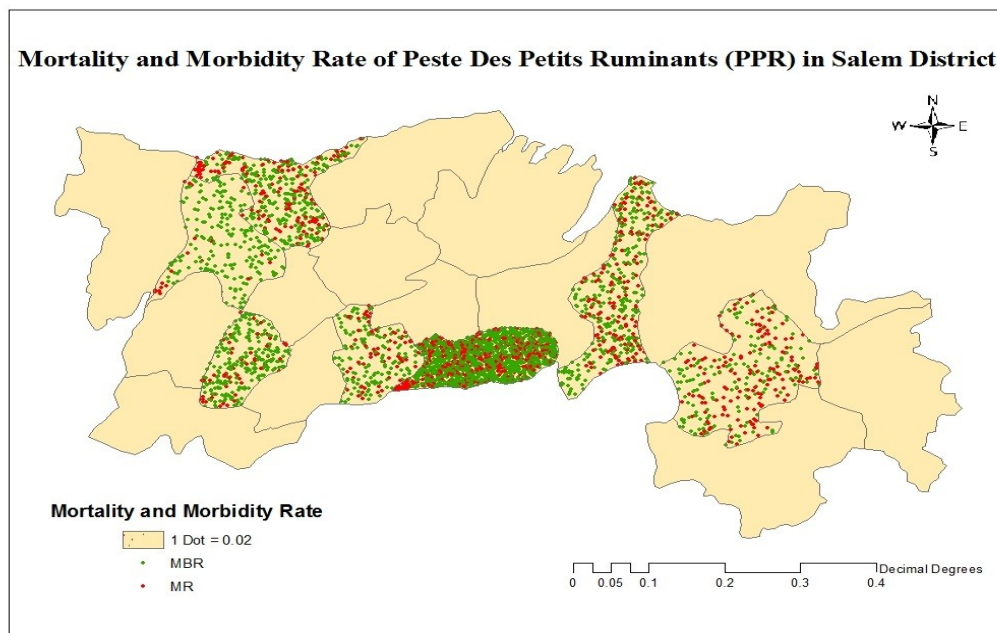 Mortality and Morbidity Rate of Peste Des Petits Ruminants (PPR) in Salem District
N
W E
S
Mortality and Morbidity Rate
1 Dot = 0.02
MBR
MR
Decimal Degrees
0 0.05 0.1 0.2 0.3 0.4